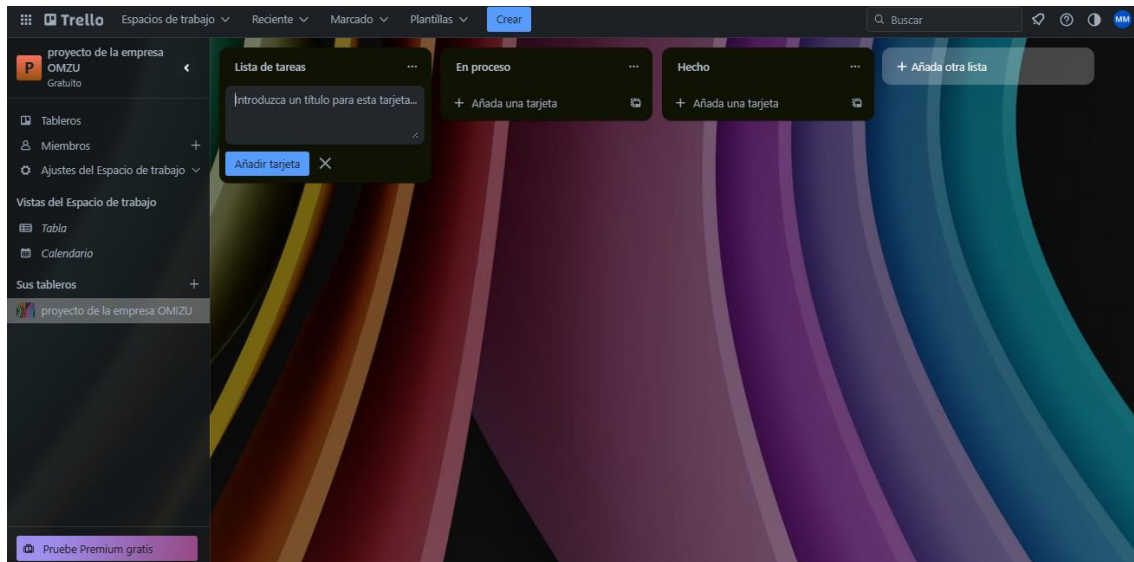 Trello
Espacios de trabajo
Reciente
Marcado
Plantillas
Crear
Buscar
MM
P
proyecto de la empresa
OMZU
Gratuito
Tableros
Miembros
Ajustes del Espacio de trabajo
Vistas del Espacio de trabajo
Tabla
Calendario
Sus tableros
proyecto de la empresa OMIZU
Pruebe Premium gratis
Lista de tareas
Introduzca un título para esta tarjeta...
Añadir tarjeta
En proceso
+ Añada una tarjeta
Hecho
+ Añada una tarjeta
+ Añada otra lista